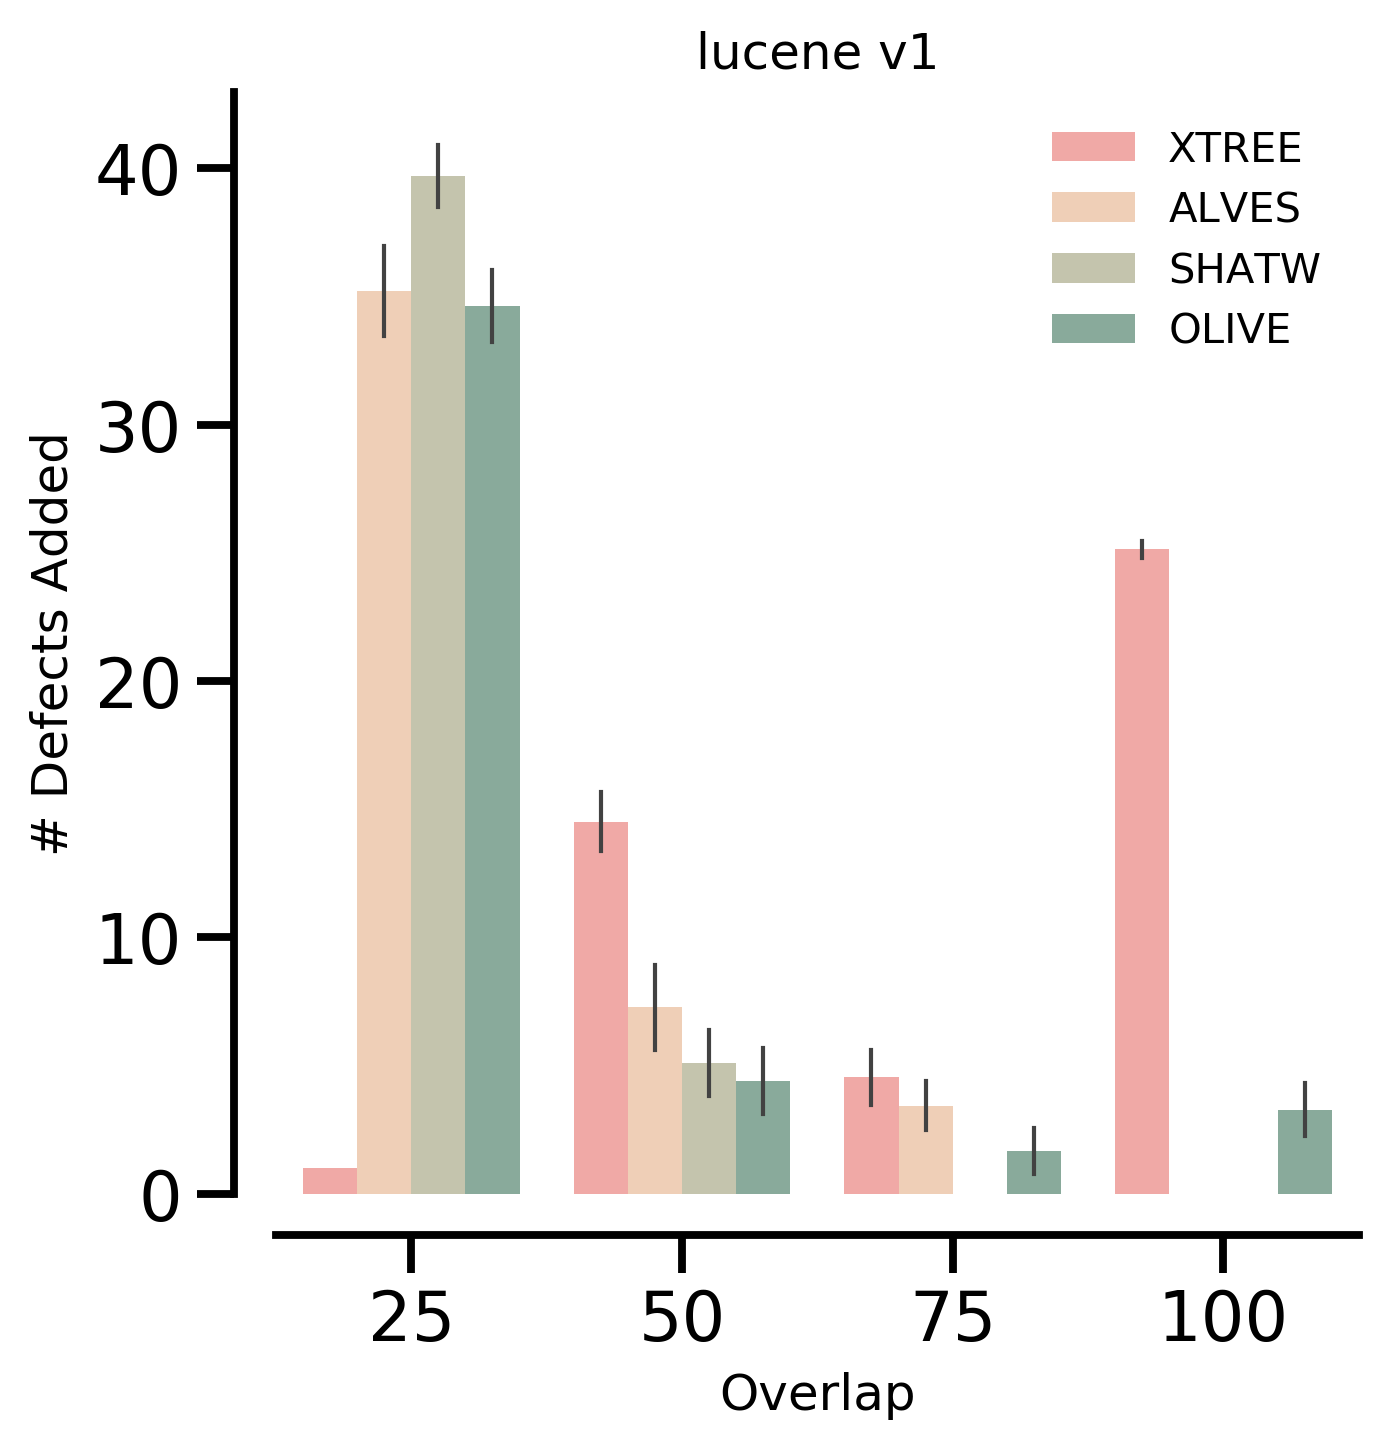 lucene v1
XTREE
ALVES
SHATW
OLIVE
# Defects Added
40
30
20
10
0
25 50 75 100
Overlap